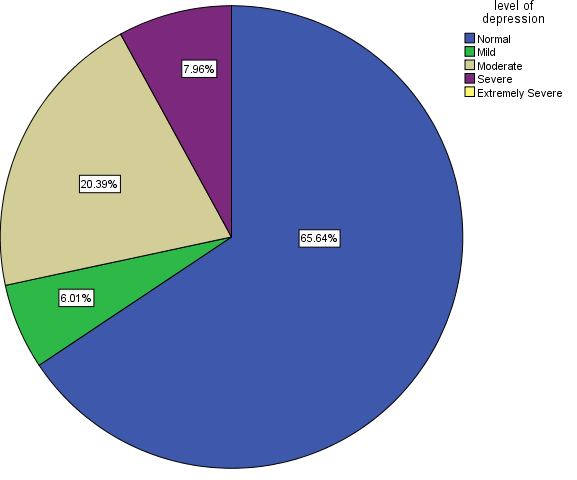 level of
depression
Normal
Mild
Moderate
Severe
Extremely Severe
7.96%
20.39%
65.64%
6.01%